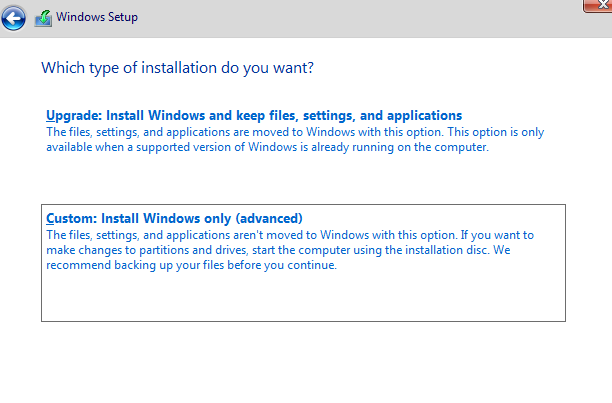 Windows Setup
Which type of installation do you want?
Upgrade: Install Windows and keep files, settings, and applications
The files, settings, and applications are moved to Windows with this option. This option is only
available when a supported version of Windows is already running on the computer.
Custom: Install Windows only (advanced)
The files, settings, and applications aren't moved to Windows with this option. If you want to
make changes to partitions and drives, start the computer using the installation disc. We
recommend backing up your files before you continue.